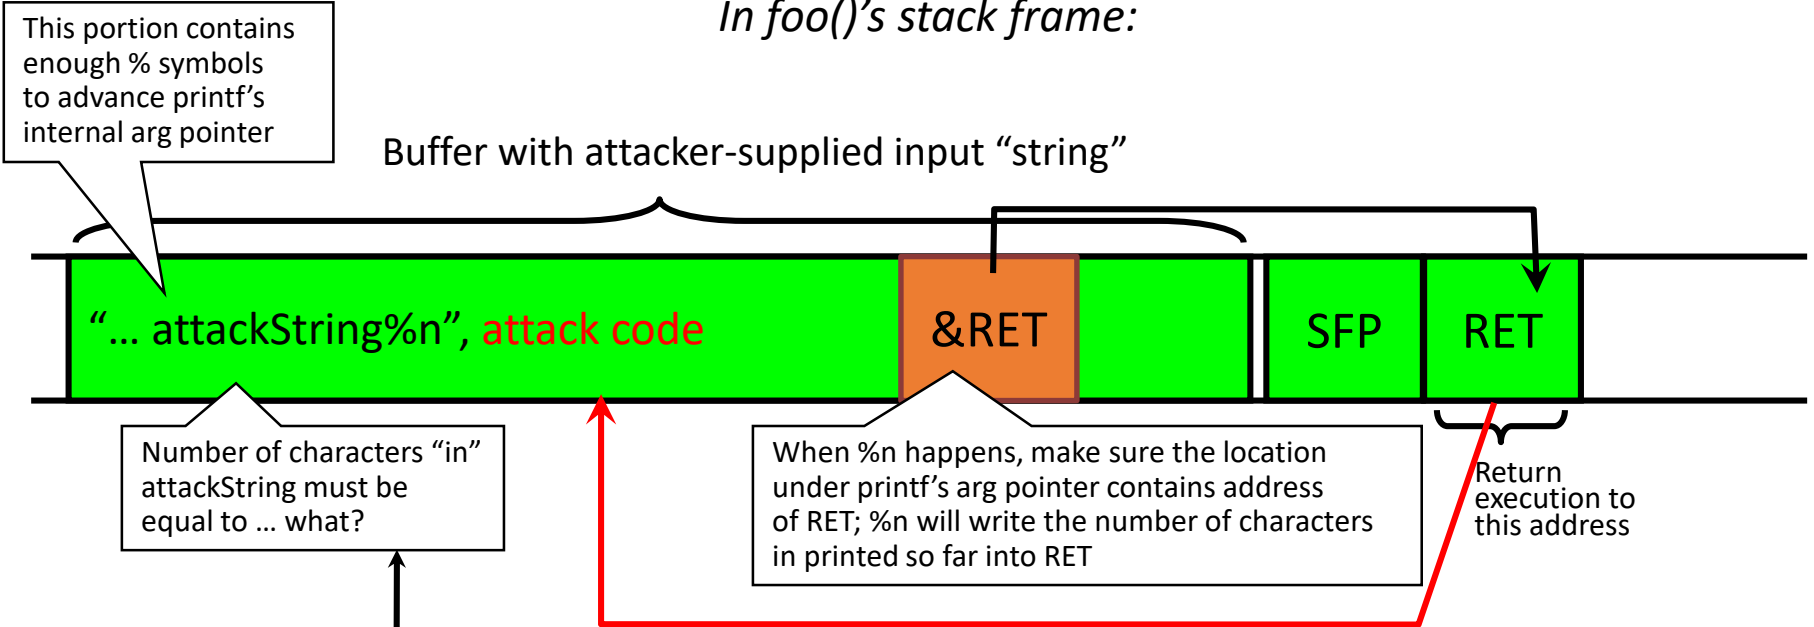 In foo()’s stack frame:
This portion contains
enough % symbols
to advance printf’s
internal arg pointer
Buffer with attacker-supplied input “string”
“... attackString%n”, attack code
&RET
SFP
RET
Number of characters “in”
attackString must be
equal to ... what?
When %n happens, make sure the location
under printf’s arg pointer contains address
of RET; %n will write the number of characters
in printed so far into RET
Return
execution to
this address